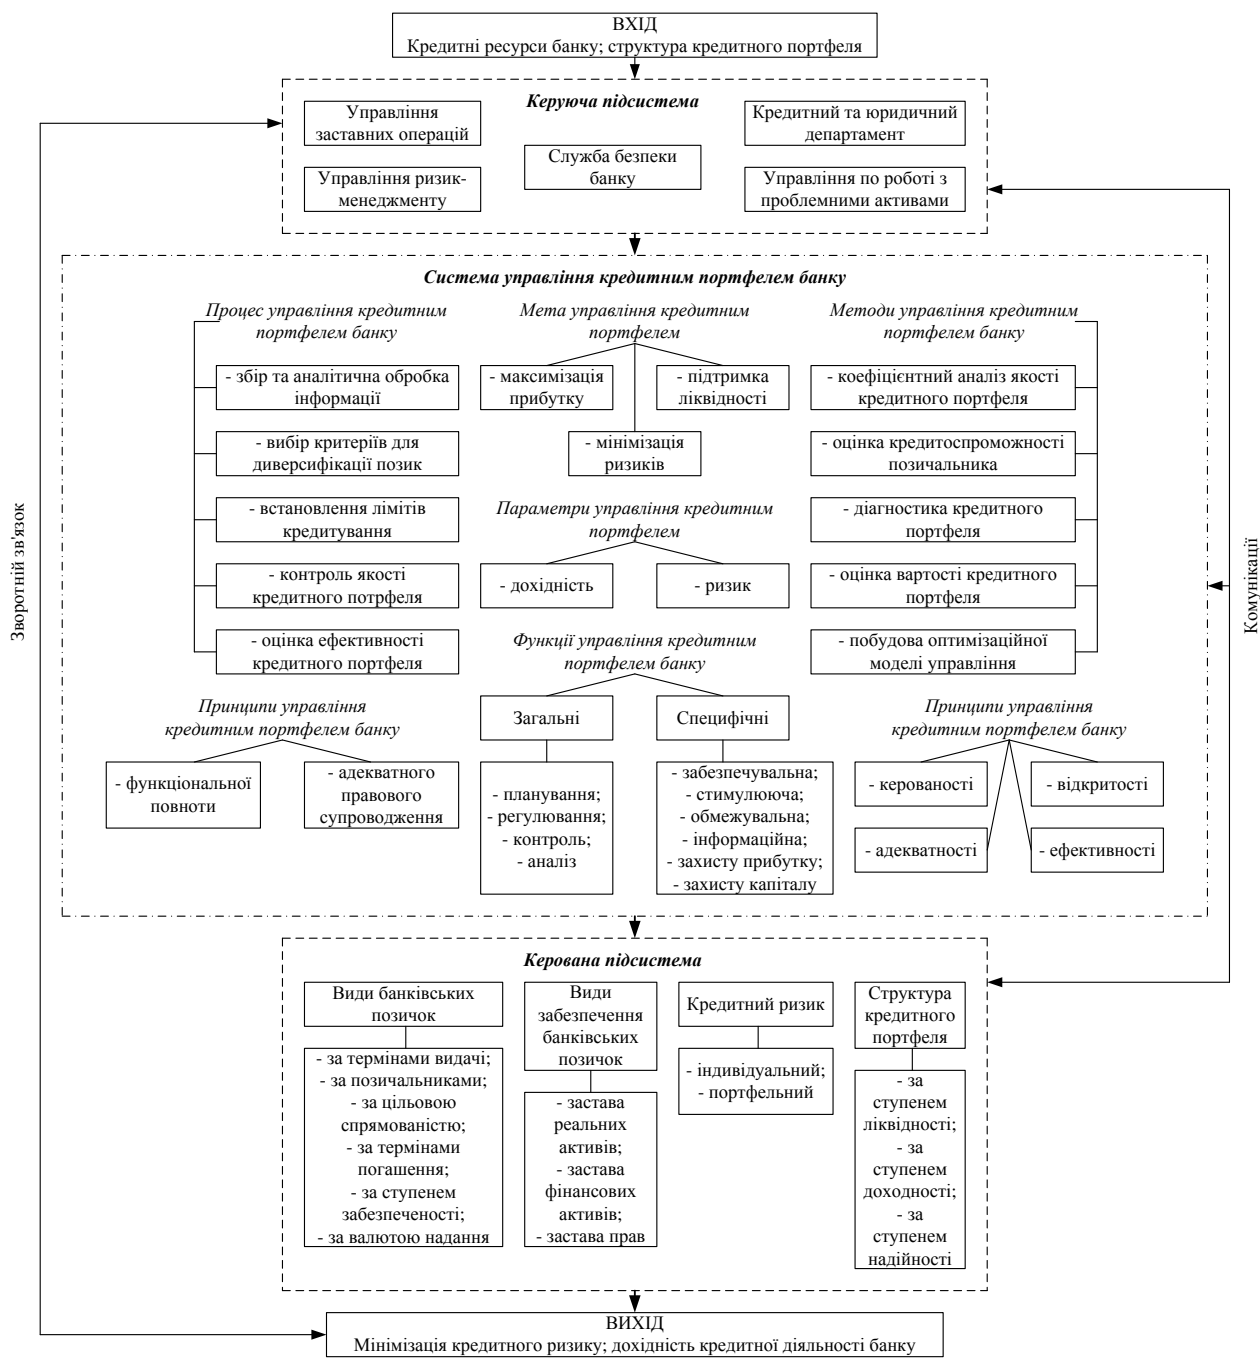 ВХІД
Кредитні ресурси банку; структура кредитного портфеля
Керуюча підсистема
Управління
заставних операцій
Кредитний та юридичний
департамент
Служба безпеки
банку
Управління ризик-
менеджменту
Управління по роботі з
проблемними активами
Система управління кредитним портфелем банку
Процес управління кредитним
портфелем банку
- збір та аналітична обробка
інформації
- вибір критеріїв для
диверсифікації позик
- встановлення лімітів
кредитування
- контроль якості
кредитного потрфеля
- оцінка ефективності
кредитного портфеля
Мета управління кредитним
портфелем
- максимізація
прибутку
- підтримка
ліквідності
- мінімізація
ризиків
Параметри управління кредитним
портфелем
- дохідність
- ризик
Функції управління кредитним
портфелем банку
Загальні
- планування;
- регулювання;
- контроль;
- аналіз
Специфічні
- забезпечувальна;
- стимулююча;
- обмежувальна;
- інформаційна;
- захисту прибутку;
- захисту капіталу
Методи управління кредитним
портфелем банку
- коефіцієнтний аналіз якості
кредитного портфеля
- оцінка кредитоспроможності
позичальника
- діагностика кредитного
портфеля
- оцінка вартості кредитного
портфеля
- побудова оптимізаційної
моделі управління
Принципи управління
кредитним портфелем банку
- функціональної
повноти
- адекватного
правового
супроводження
Принципи управління
кредитним портфелем банку
- керованості
- відкритості
- адекватності
- ефективності
Керована підсистема
Види банківських
позичок
- за термінами видачі;
- за позичальниками;
- за цільовою
спрямованістю;
- за термінами
погашення;
- за ступенем
забезпеченості;
- за валютою надання
Види
забезпечення
банківських
позичок
- застава
реальних
активів;
- застава
фінансових
активів;
- застава прав
Кредитний ризик
- індивідуальний;
- портфельний
Структура
кредитного
портфеля
- за
ступенем
ліквідності;
- за
ступенем
доходності;
- за
ступенем
надійності
ВИХІД
Мінімізація кредитного ризику; дохідність кредитної діяльності банку
Зворотній зв'язок
Комунікації